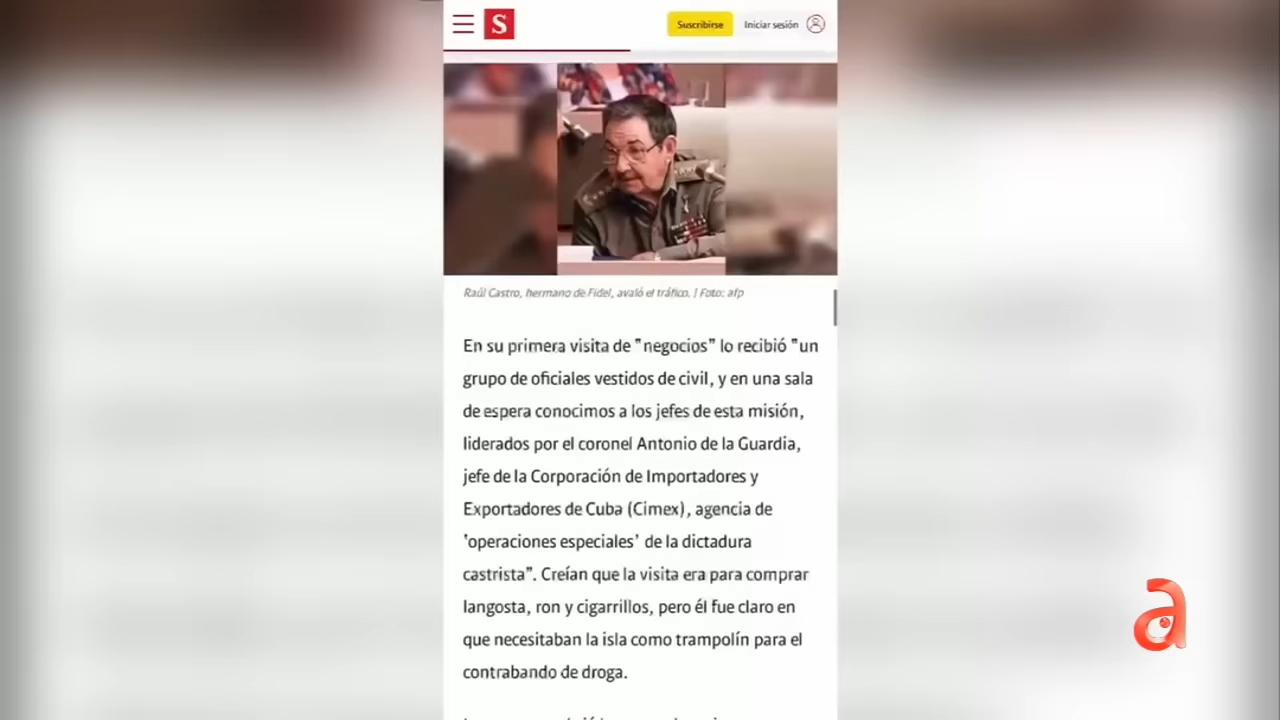 S
Suscribirse
Iniciar sesión
Raúl Castro, hermano de Fidel, avaló el tráfico. | Foto: afp
En su primera visita de "negocios" lo recibió "un
grupo de oficiales vestidos de civil, y en una sala
de espera conocimos a los jefes de esta misión,
liderados por el coronel Antonio de la Guardia,
jefe de la Corporación de Importadores y
Exportadores de Cuba (Cimex), agencia de
'operaciones especiales' de la dictadura
castrista". Creían que la visita era para comprar
langosta, ron y cigarrillos, pero él fue claro en
que necesitaban la isla como trampolín para el
contrabando de droga.
a